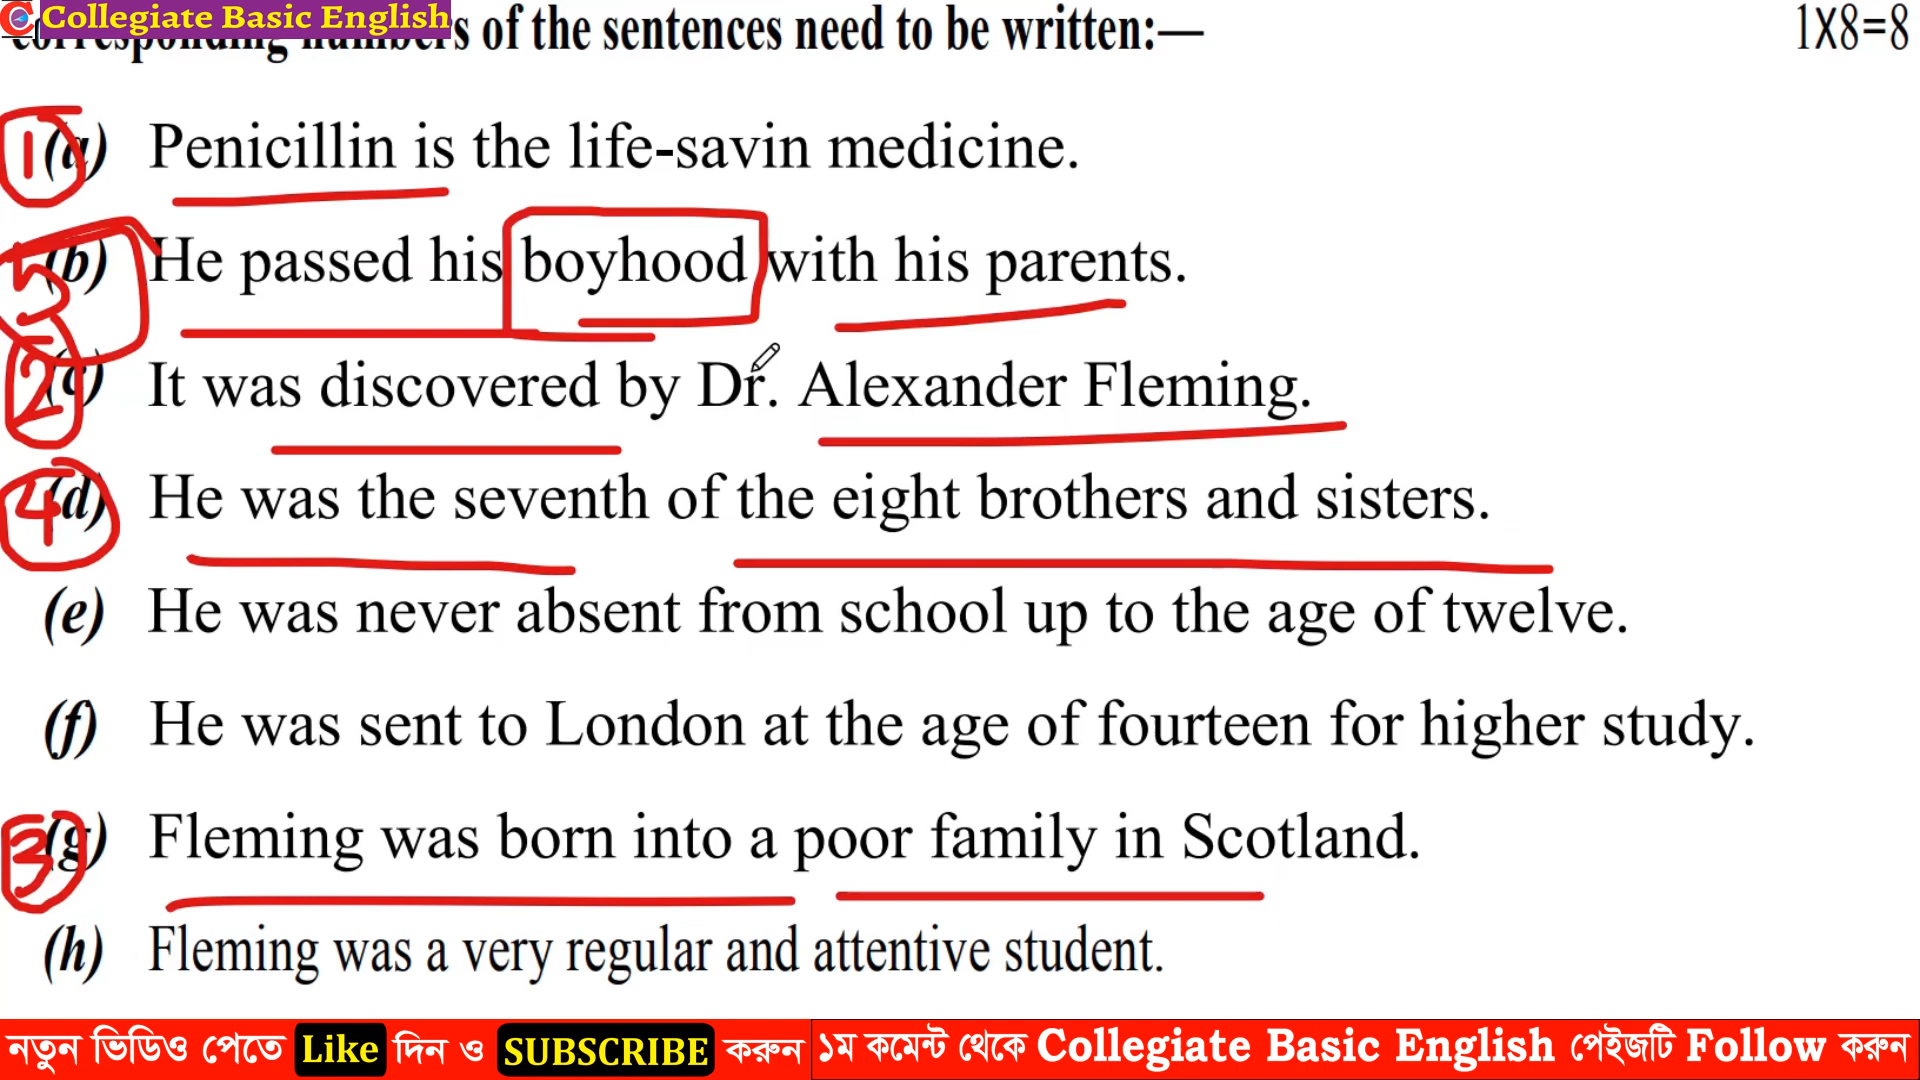 Collegiate Basic English
corresponding numbers of the sentences need to be written:— 1X8=8
1 (a) Penicillin is the life-savin medicine.
5 (b) He passed his boyhood with his parents.
2 (c) It was discovered by Dr. Alexander Fleming.
4 (d) He was the seventh of the eight brothers and sisters.
(e) He was never absent from school up to the age of twelve.
(f) He was sent to London at the age of fourteen for higher study.
3 (g) Fleming was born into a poor family in Scotland.
(h) Fleming was a very regular and attentive student.
নতুন ভিডিও পেতে Like দিন ও SUBSCRIBE করুন ১ম কমেন্ট থেকে Collegiate Basic English পেইজটি Follow করুন